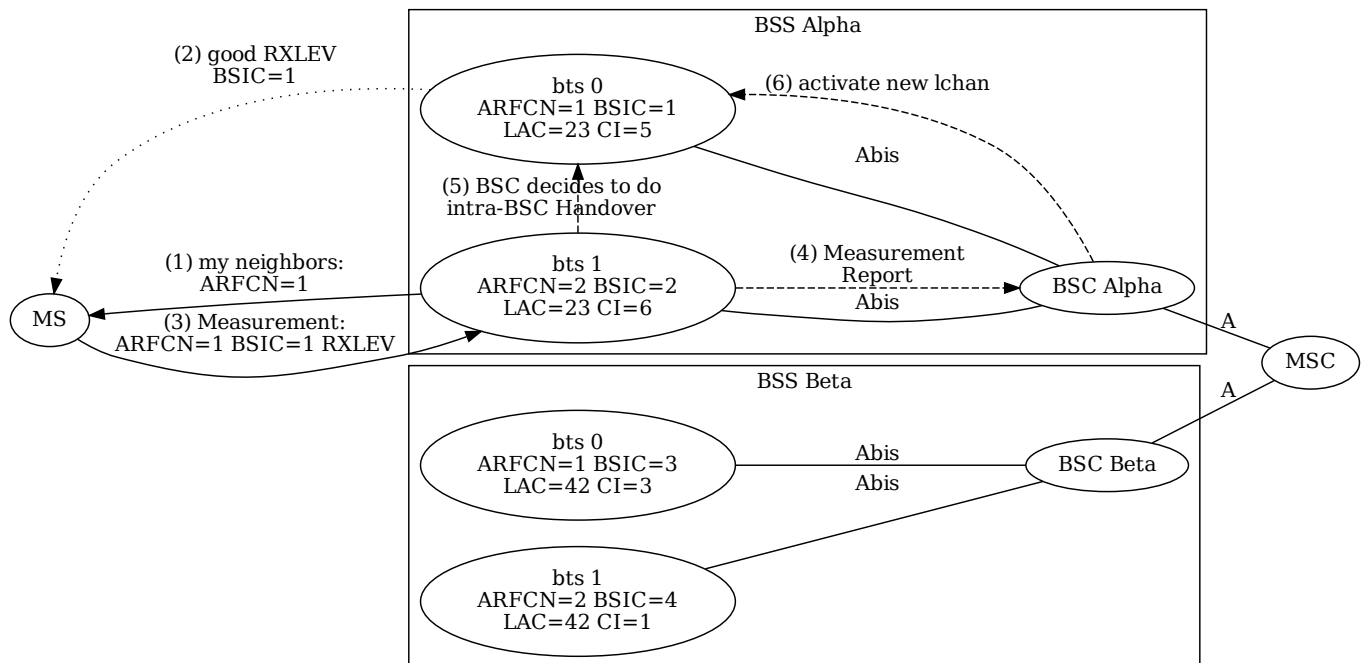 BSS Alpha
(2) good RXLEV
BSIC=1
bts 0
ARFCN=1 BSIC=1
LAC=23 CI=5
(6) activate new lchan
Abis
(5) BSC decides to do
intra-BSC Handover
(1) my neighbors:
ARFCN=1
bts 1
ARFCN=2 BSIC=2
LAC=23 CI=6
(4) Measurement
Report
Abis
BSC Alpha
MS
(3) Measurement:
ARFCN=1 BSIC=1 RXLEV
A
MSC
BSS Beta
A
bts 0
ARFCN=1 BSIC=3
LAC=42 CI=3
Abis
Abis
BSC Beta
bts 1
ARFCN=2 BSIC=4
LAC=42 CI=1